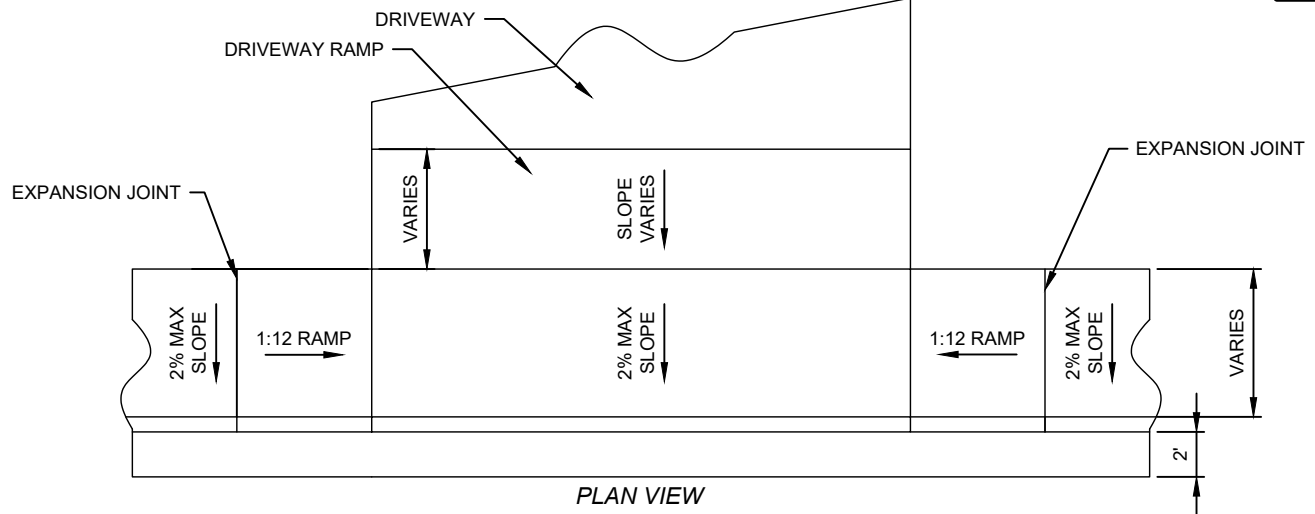 DRIVEWAY
DRIVEWAY RAMP
EXPANSION JOINT
EXPANSION JOINT
VARIES
SLOPE
VARIES
2% MAX
SLOPE
1:12 RAMP
2% MAX
SLOPE
1:12 RAMP
2% MAX
SLOPE
VARIES
2'
PLAN VIEW